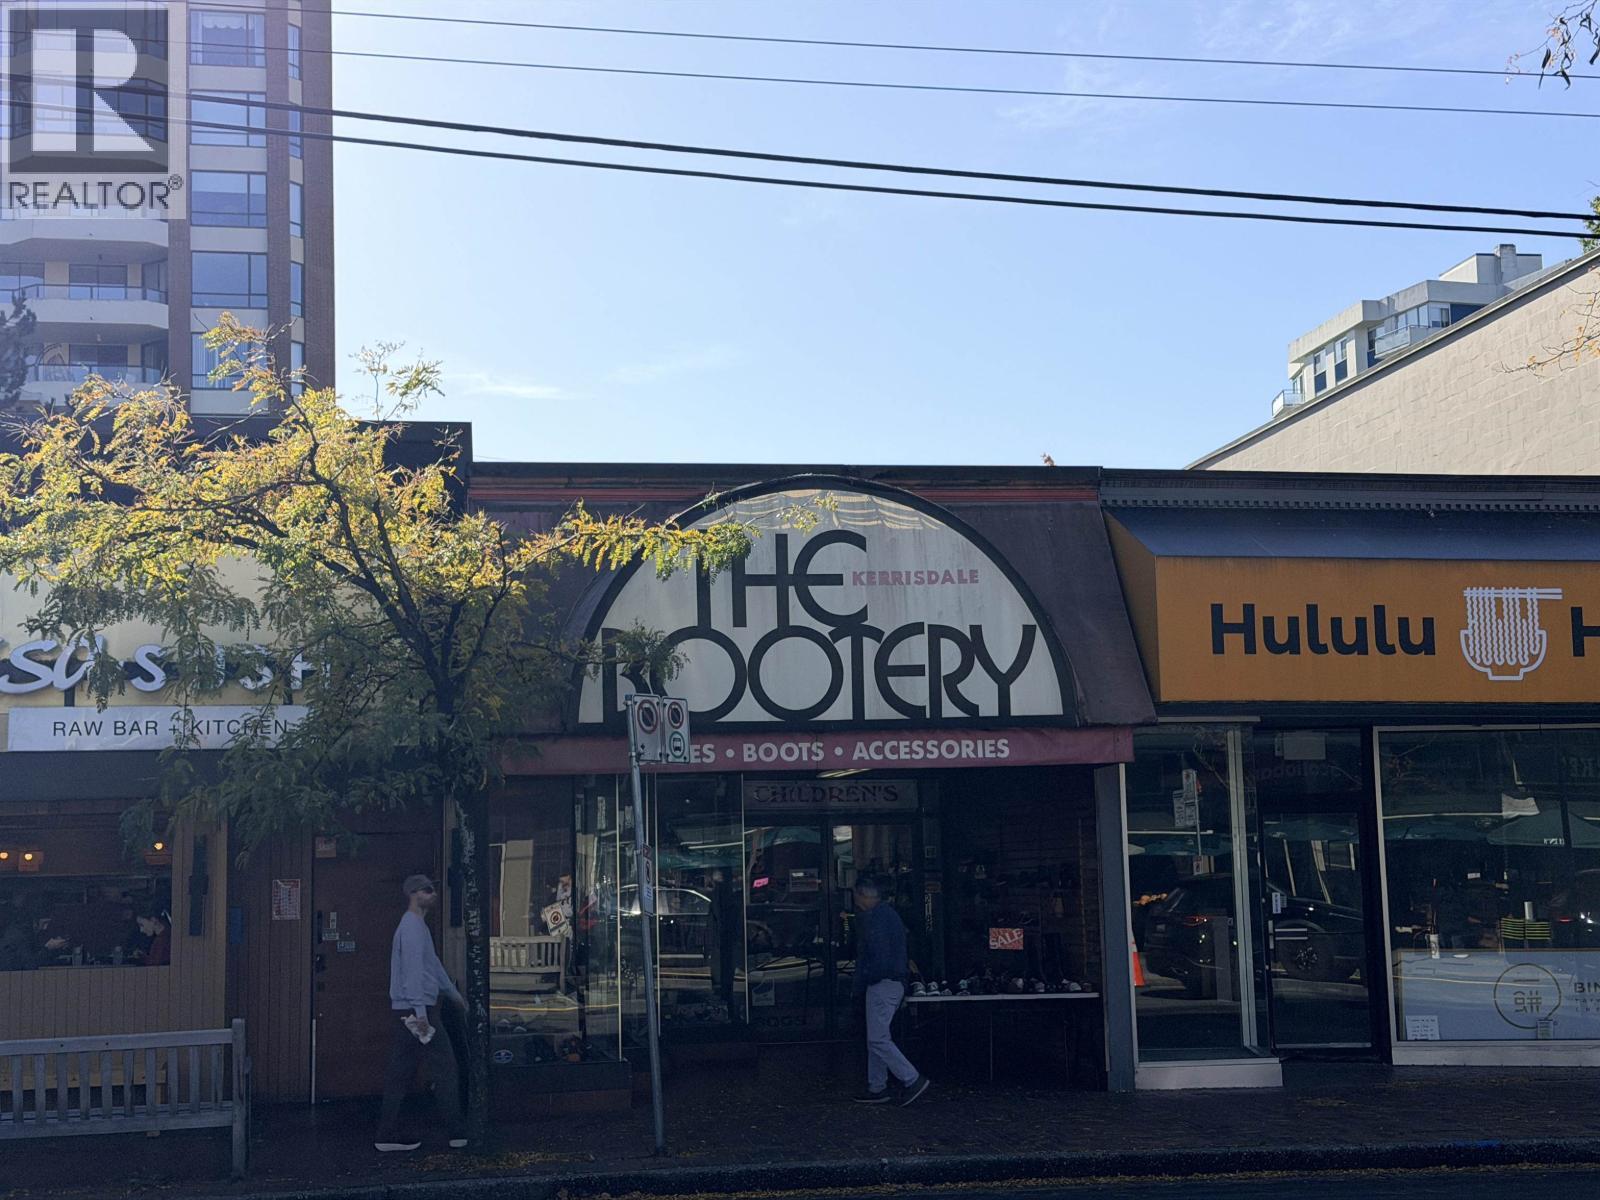 REALTOR®
THE
KERRISDALE
BOOTERY
Hululu
RAW BAR + KITCHEN
• BOOTS • ACCESSORIES
CHILDREN'S
SALE